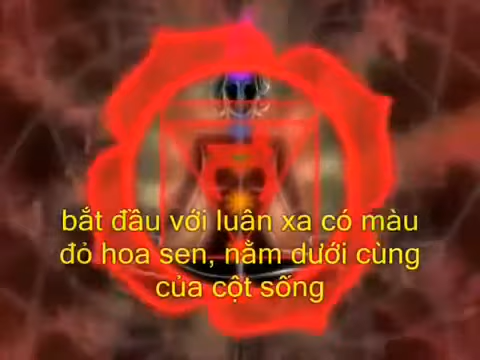 bắt đầu với luân xa có màu
đỏ hoa sen, nằm dưới cùng
của cột sống